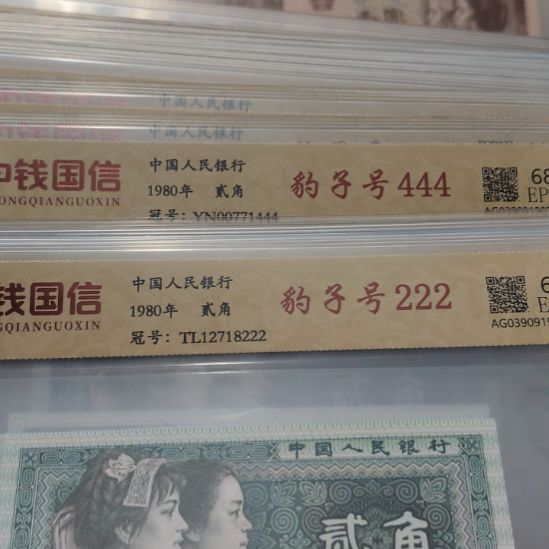 中国人民银行
中国人民银行
中钱国信
ZHONGQIANGUOXIN
中国人民银行
1980年 贰角
冠号: YN00771444
豹子号444
68
EP
钱国信
GQIANGUOXIN
中国人民银行
1980年 贰角
冠号: TL12718222
豹子号222
6
AG0390916
中国人民银行
贰角